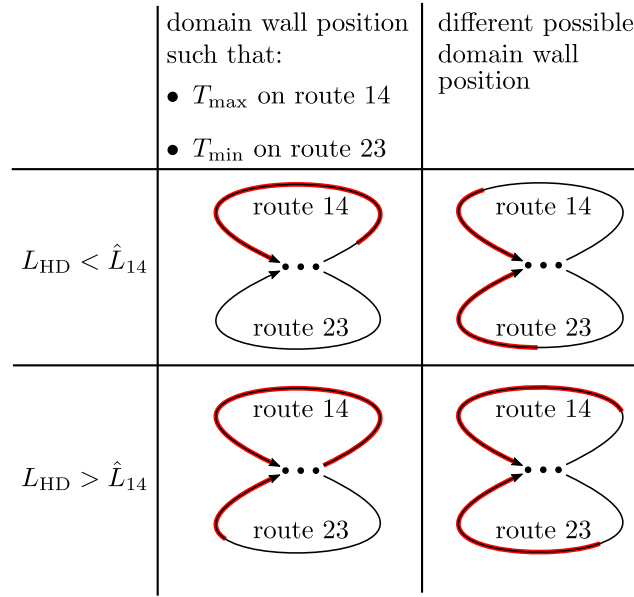 domain wall position
such that:
• T_max on route 14
• T_min on route 23
different possible
domain wall
position
L_HD < L̂_14
route 14
route 23
route 14
route 23
L_HD > L̂_14
route 14
route 23
route 14
route 23